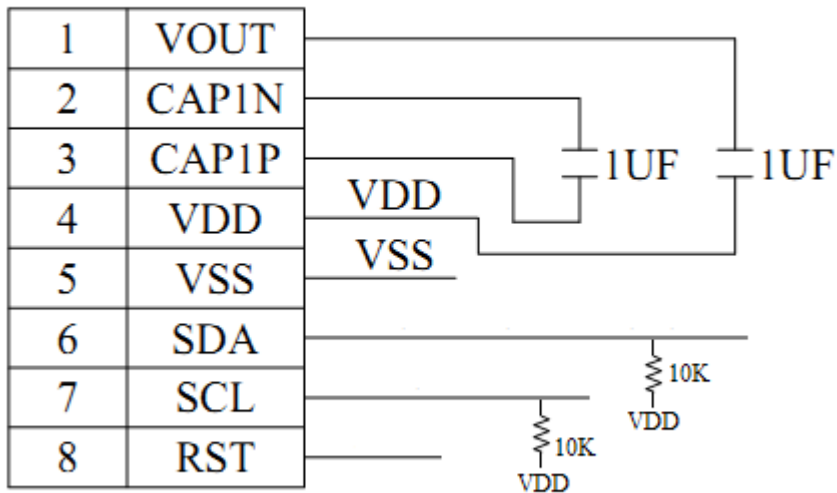 1 VOUT
2 CAP1N
3 CAP1P 1UF 1UF
4 VDD VDD
5 VSS VSS
6 SDA
10K
7 SCL
VDD
8 RST 10K
VDD